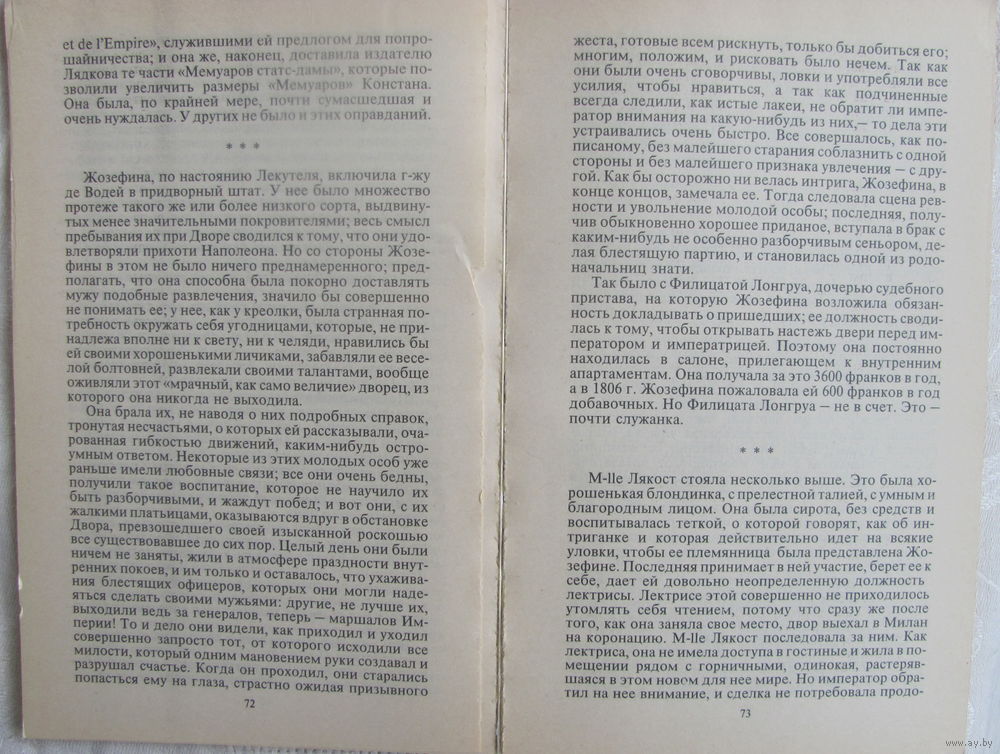 et de l’Empire», служившими ей предлогом для попро-
шайничества; и она же, наконец, доставила издателю
Лядкова те части «Мемуаров статс-дамы», которые по-
зволили увеличить размеры «Мемуаров» Констана.
Она была, по крайней мере, почти сумасшедшая и
очень нуждалась. У других не было и этих оправданий.
* * *
Жозефина, по настоянию Лекутеля, включила г-жу
де Водей в придворный штат. У нее было множество
протеже такого же или более низкого сорта, выдвину-
тых менее значительными покровителями; весь смысл
пребывания их при Дворе сводился к тому, что они удо-
влетворяли прихоти Наполеона. Но со стороны Жозе-
фины в этом не было ничего преднамеренного; пред-
полагать, что она способна была покорно доставлять
мужу подобные развлечения, значило бы совершенно
не понимать ее; у нее, как у креолки, была странная по-
требность окружать себя угодницами, которые, не при-
надлежа вполне ни к свету, ни к челяди, нравились бы
ей своими хорошенькими личиками, забавляли ее весе-
лой болтовней, развлекали своими талантами, вообще
оживляли этот «мрачный, как само величие» дворец, из
которого она никогда не выходила.
Она брала их, не наводя о них подробных справок,
тронутая несчастьями, о которых ей рассказывали, оча-
рованная гибкостью движений, каким-нибудь остро-
умным ответом. Некоторые из этих молодых особ уже
раньше имели любовные связи; все они очень бедны,
получили такое воспитание, которое не научило их
быть разборчивыми, и жаждут побед; и вот они, с их
жалкими платьицами, оказываются вдруг в обстановке
Двора, превзошедшего своей изысканной роскошью
все существовавшее до сих пор. Целый день они были
ничем не заняты, жили в атмосфере праздности внут-
ренних покоев, и им только и оставалось, что ухажива-
ния блестящих офицеров, которых они могли наде-
яться сделать своими мужьями: другие, не лучше их,
выходили ведь за генералов, теперь — маршалов Им-
перии! То и дело они видели, как приходил и уходил
совершенно запросто тот, от которого исходили все
милости, который одним мановением руки создавал и
разрушал счастье. Когда он проходил, они старались
попасться ему на глаза, страстно ожидая призывного
72
жеста, готовые всем рискнуть, только бы добиться его;
многим, положим, и рисковать было нечем. Так как
они были очень сговорчивы, ловки и употребляли все
усилия, чтобы нравиться, а так как подчиненные
всегда следили, как истые лакеи, не обратит ли импе-
ратор внимания на какую-нибудь из них,— то дела эти
устраивались очень быстро. Все совершалось, как по-
писаному, без малейшего старания соблазнить с одной
стороны и без малейшего признака увлечения — с дру-
гой. Как бы осторожно ни велась интрига, Жозефина, в
конце концов, замечала ее. Тогда следовала сцена рев-
ности и увольнение молодой особы; последняя, полу-
чив обыкновенно хорошее приданое, вступала в брак с
каким-нибудь не особенно разборчивым сеньором, де-
лая блестящую партию, и становилась одной из родо-
начальниц знати.
Так было с Филицатой Лонгруа, дочерью судебного
пристава, на которую Жозефина возложила обязан-
ность докладывать о пришедших; ее должность своди-
лась к тому, чтобы открывать настежь двери перед им-
ператором и императрицей. Поэтому она постоянно
находилась в салоне, прилегающем к внутренним
апартаментам. Она получала за это 3600 франков в год,
а в 1806 г. Жозефина пожаловала ей 600 франков в год
добавочных. Но Филицата Лонгруа — не в счет. Это —
почти служанка.
* * *
M-lle Лякост стояла несколько выше. Это была хо-
рошенькая блондинка, с прелестной талией, с умным и
благородным лицом. Она была сирота, без средств и
воспитывалась теткой, о которой говорят, как об ин-
триганке и которая действительно идет на всякие
уловки, чтобы ее племянница была представлена Жо-
зефине. Последняя принимает в ней участие, берет ее к
себе, дает ей довольно неопределенную должность
лектрисы. Лектрисе этой совершенно не приходилось
утомлять себя чтением, потому что сразу же после
того, как она заняла свое место, двор выехал в Милан
на коронацию. M-lle Лякост последовала за ним. Как
лектриса, она не имела доступа в гостиные и жила в по-
мещении рядом с горничными, одинокая, растеряв-
шаяся в этом новом для нее мире. Но император обра-
тил на нее внимание, и сделка не потребовала продо-
73
www.ay.by